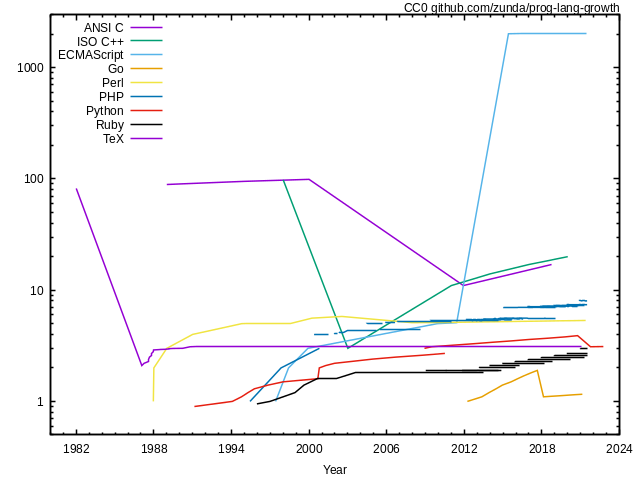 CC0 github.com/zunda/prog-lang-growth
ANSI C
ISO C++
ECMAScript
Go
Perl
PHP
Python
Ruby
TeX
1000
100
10
1
1982 1988 1994 2000 2006 2012 2018 2024
Year